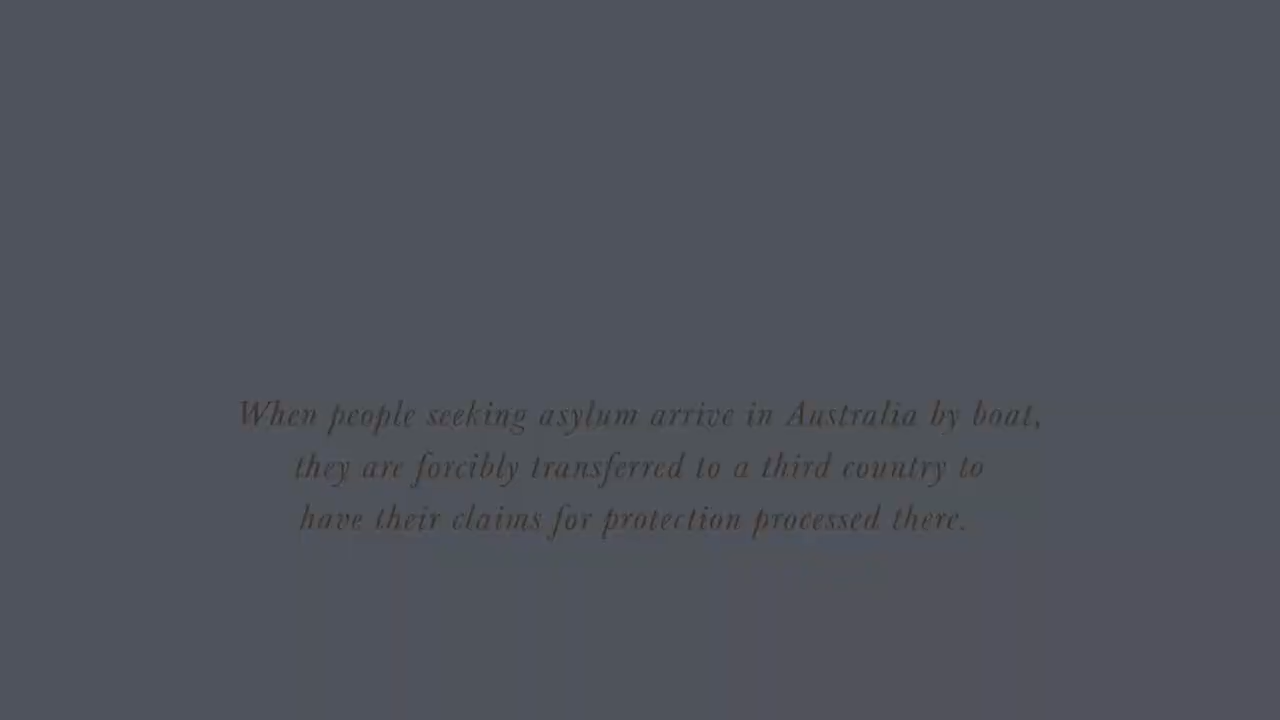 When people seeking asylum arrive in Australia by boat,
they are forcibly transferred to a third country to
have their claims for protection processed there.